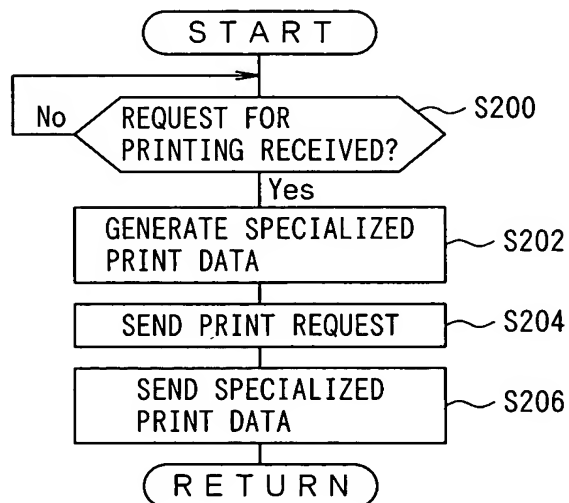 START
No
REQUEST FOR
PRINTING RECEIVED?
S200
Yes
GENERATE SPECIALIZED
PRINT DATA
S202
SEND PRINT REQUEST
S204
SEND SPECIALIZED
PRINT DATA
S206
RETURN